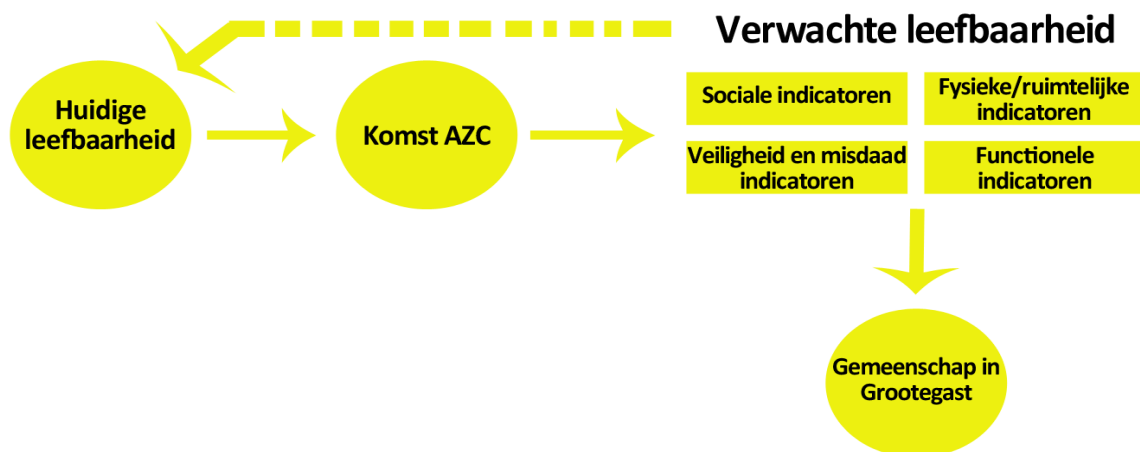 Verwachte leefbaarheid
Huidige
leefbaarheid
Komst AZC
Sociale indicatoren
Fysieke/ruimtelijke
indicatoren
Veiligheid en misdaad
indicatoren
Functionele
indicatoren
Gemeenschap in
Grootegast